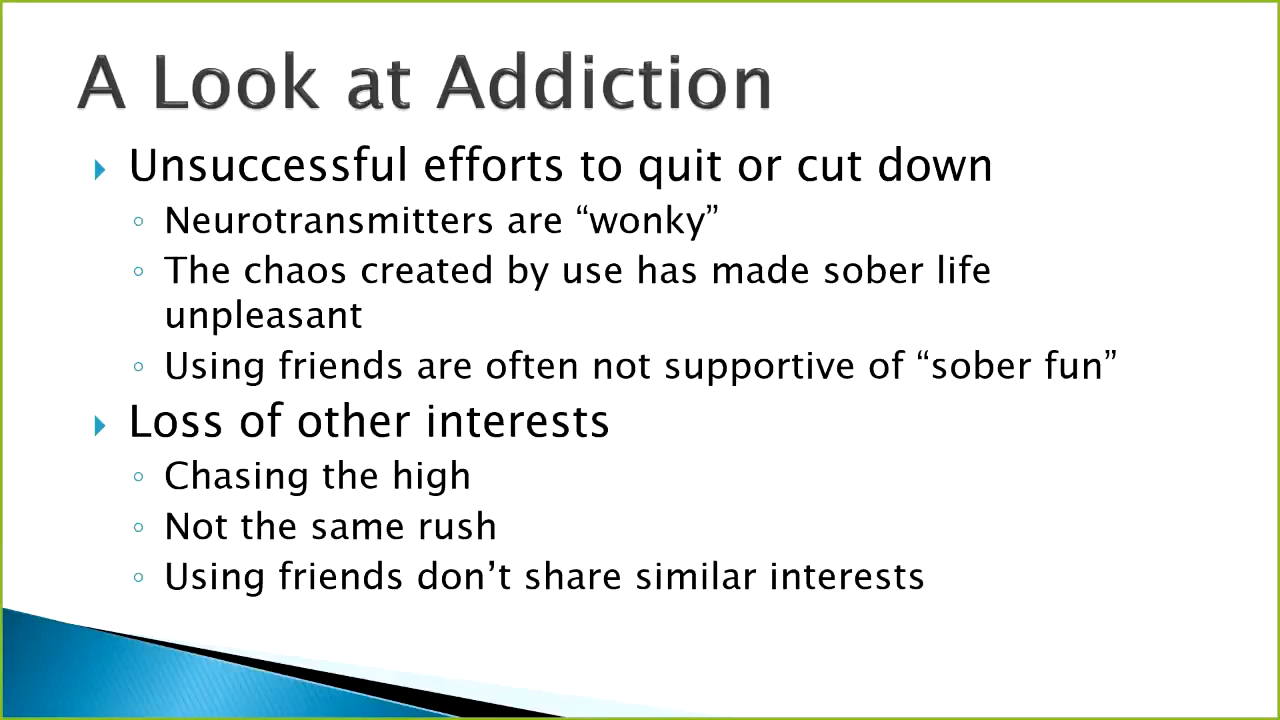 A Look at Addiction
Unsuccessful efforts to quit or cut down
Neurotransmitters are “wonky”
The chaos created by use has made sober life
unpleasant
Using friends are often not supportive of “sober fun”
Loss of other interests
Chasing the high
Not the same rush
Using friends don’t share similar interests